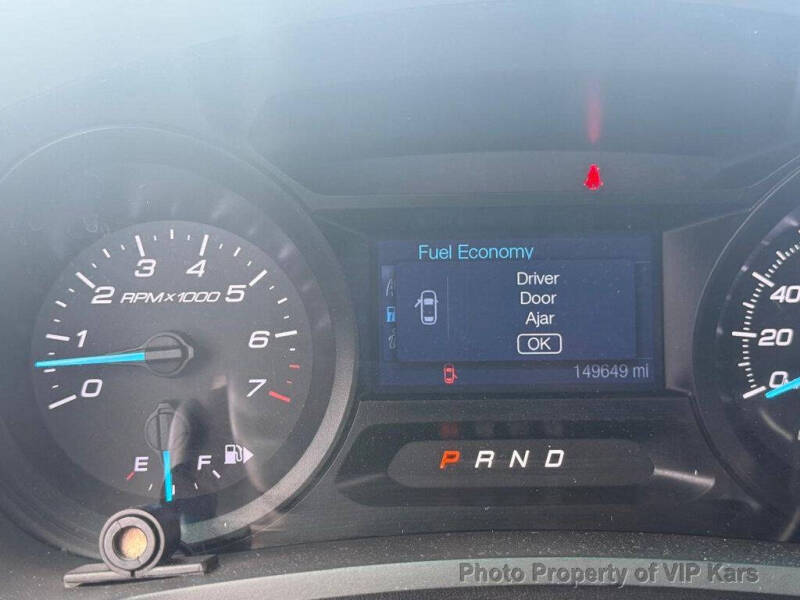 Fuel Economy
Driver
Door
Ajar
OK
149649 mi
0
1
2
3
4
5
6
7
RPMX1000
E
F
P R N D
40
20
0
Photo Property of VIP Kars